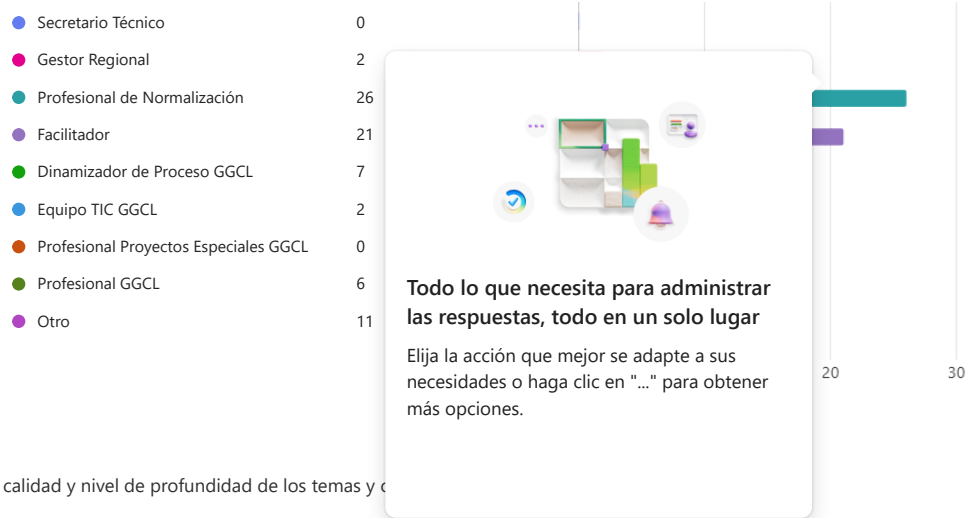 Secretario Técnico 0
Gestor Regional 2
Profesional de Normalización 26
Facilitador 21
Dinamizador de Proceso GGCL 7
Equipo TIC GGCL 2
Profesional Proyectos Especiales GGCL 0
Profesional GGCL 6
Otro 11
Todo lo que necesita para administrar
las respuestas, todo en un solo lugar
Elija la acción que mejor se adapte a sus
necesidades o haga clic en "..." para obtener
más opciones.
20 30
calidad y nivel de profundidad de los temas y